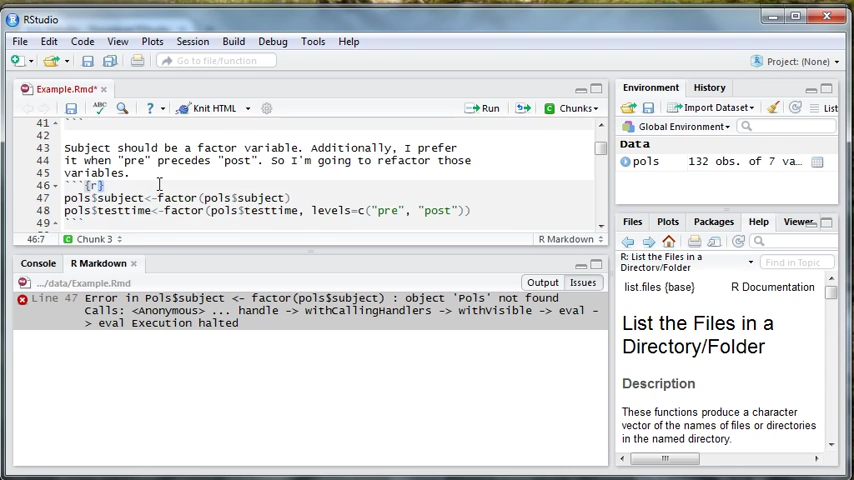 RStudio
File Edit Code View Plots Session Build Debug Tools Help
Go to file/function
Project: (None)
Example.Rmd*
ABC
?
Knit HTML
Run
Chunks
41 ```
42
43 Subject should be a factor variable. Additionally, I prefer
44 it when "pre" precedes "post". So I'm going to refactor those
45 variables.
46 ```{r}
47 pols$subject<-factor(pols$subject)
48 pols$testtime<-factor(pols$testtime, levels=c("pre", "post"))
49 ```
46:7 Chunk 3 R Markdown
Console R Markdown
.../data/Example.Rmd
Output Issues
Line 47 Error in Pols$subject <- factor(pols$subject) : object 'Pols' not found
Calls: <Anonymous> ... handle -> withCallingHandlers -> withVisible -> eval -
> eval Execution halted
Environment History
Import Dataset List
Global Environment
Data
pols 132 obs. of 7 va...
Files Plots Packages Help Viewer
R: List the Files in a
Directory/Folder
Find in Topic
list.files {base} R Documentation
List the Files in a
Directory/Folder
Description
These functions produce a character
vector of the names of files or directories
in the named directory.